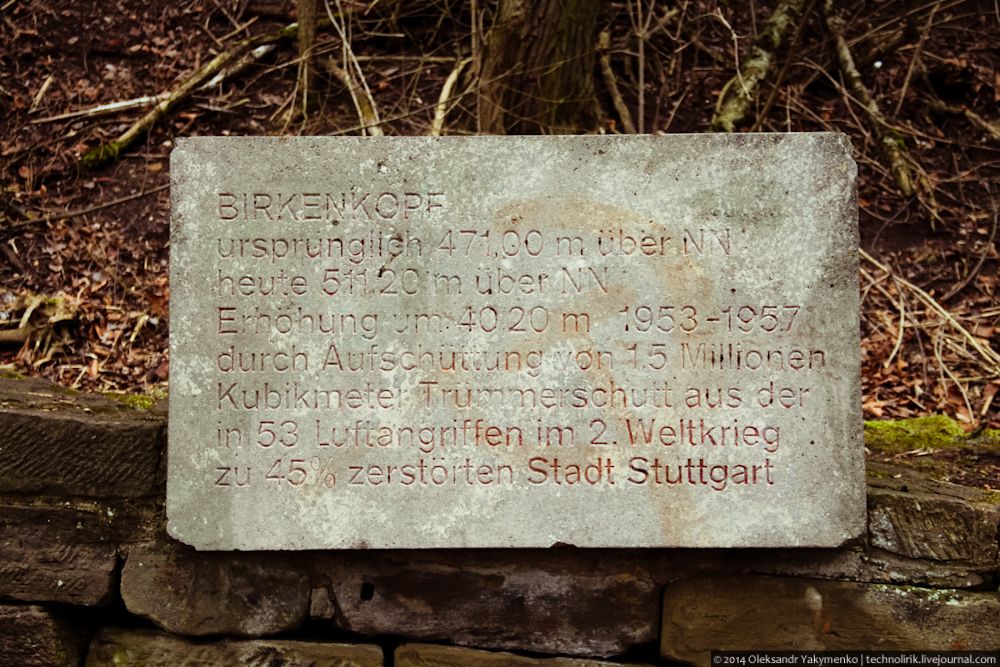 BIRKENKOPF
ursprünglich 471,00 m über NN
heute 511,20 m über NN
Erhöhung um 40,20 m 1953-1957
durch Aufschüttung von 1,5 Millionen
Kubikmeter Trümmerschutt aus der
in 53 Luftangriffen im 2. Weltkrieg
zu 45% zerstörten Stadt Stuttgart
© 2014 Oleksandr Yakymenko | technolirik.livejournal.com